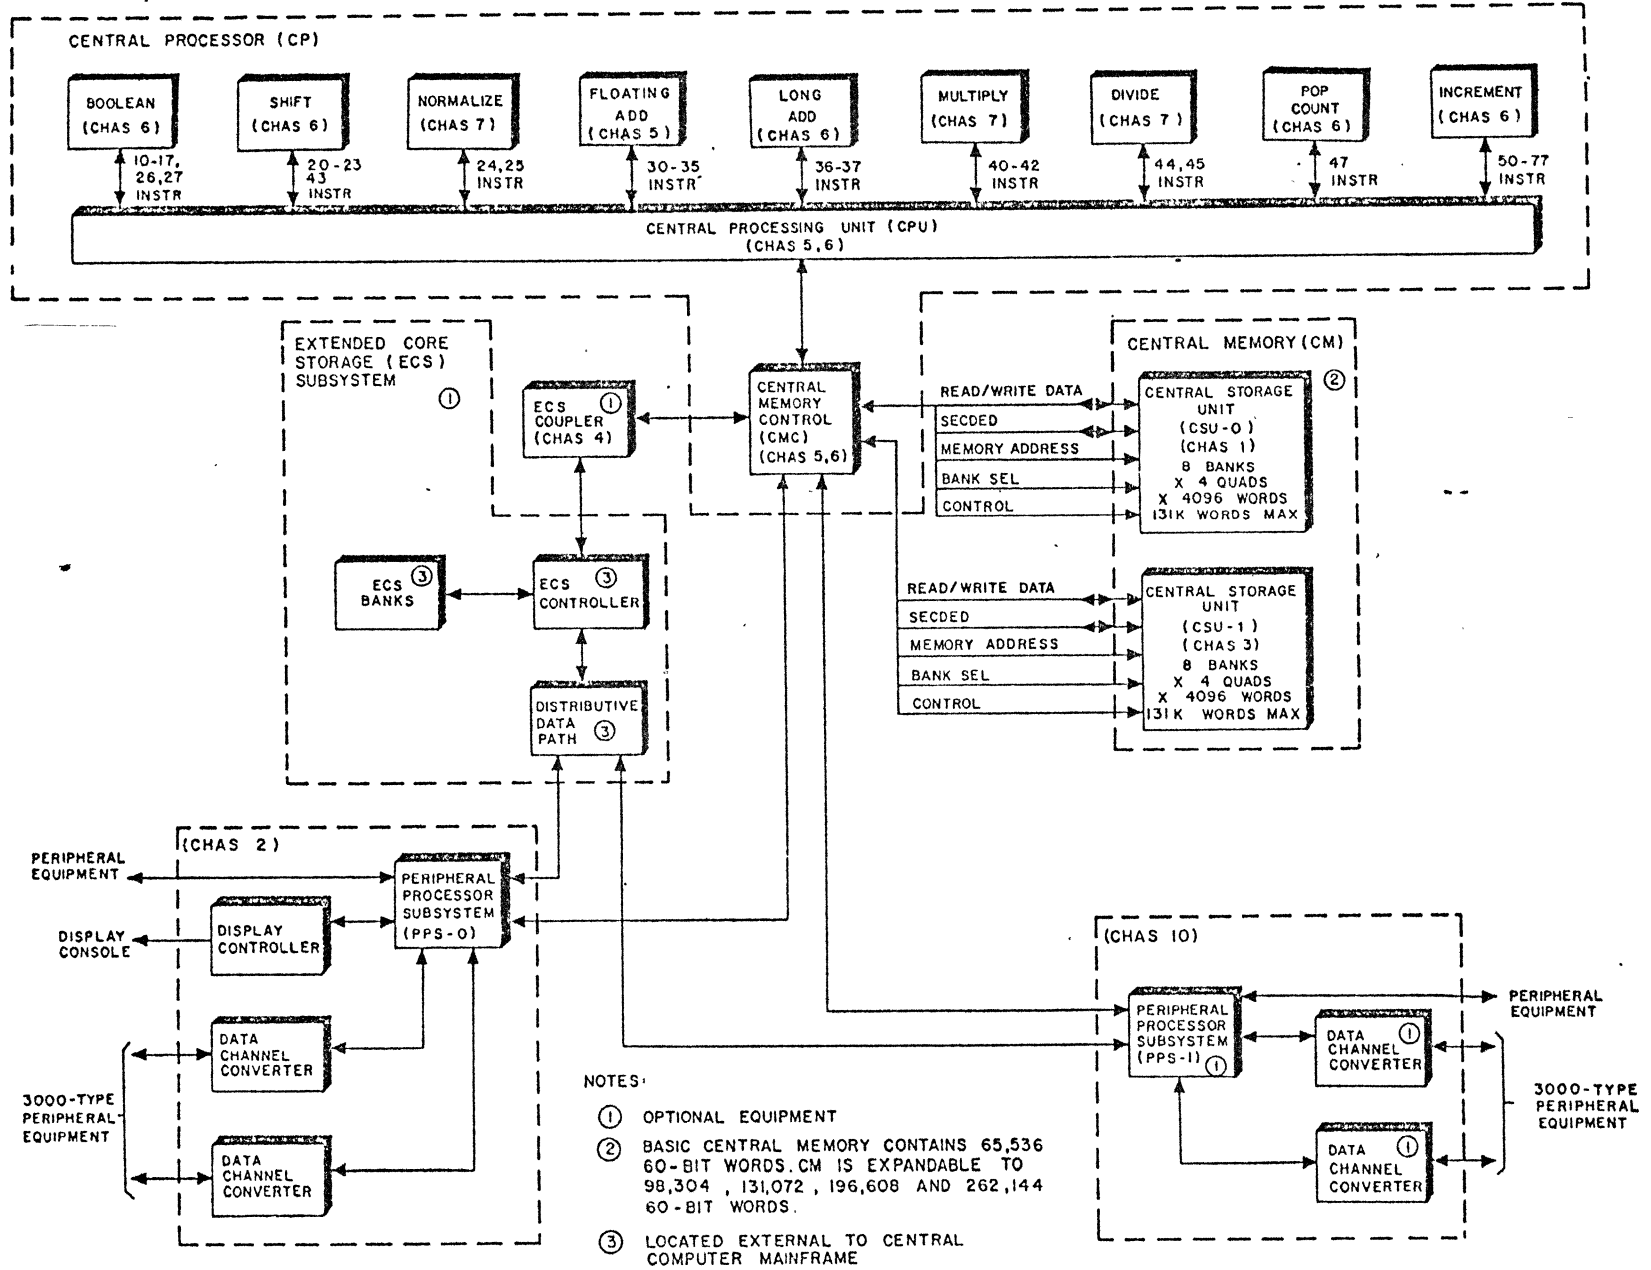 CENTRAL PROCESSOR (CP)
BOOLEAN
(CHAS 6)
SHIFT
(CHAS 6)
NORMALIZE
(CHAS 7)
FLOATING
ADD
(CHAS 5)
LONG
ADD
(CHAS 6)
MULTIPLY
(CHAS 7)
DIVIDE
(CHAS 7)
POP
COUNT
(CHAS 6)
INCREMENT
(CHAS 6)
10-17,
26,27
INSTR
20-23
43
INSTR
24,25
INSTR
30-35
INSTR
36-37
INSTR
40-42
INSTR
44,45
INSTR
47
INSTR
50-77
INSTR
CENTRAL PROCESSING UNIT (CPU)
(CHAS 5,6)
EXTENDED CORE
STORAGE (ECS)
SUBSYSTEM
①
ECS ①
COUPLER
(CHAS 4)
CENTRAL
MEMORY
CONTROL
(CMC)
(CHAS 5,6)
CENTRAL MEMORY (CM)
②
READ/WRITE DATA
SECDED
MEMORY ADDRESS
BANK SEL
CONTROL
CENTRAL STORAGE
UNIT
(CSU-0)
(CHAS 1)
8 BANKS
X 4 QUADS
X 4096 WORDS
131K WORDS MAX
ECS ③
BANKS
ECS ③
CONTROLLER
READ/WRITE DATA
SECDED
MEMORY ADDRESS
BANK SEL
CONTROL
CENTRAL STORAGE
UNIT
(CSU-1)
(CHAS 3)
8 BANKS
X 4 QUADS
X 4096 WORDS
131K WORDS MAX
DISTRIBUTIVE
DATA
PATH ③
(CHAS 2)
PERIPHERAL
EQUIPMENT
PERIPHERAL
PROCESSOR
SUBSYSTEM
(PPS-0)
DISPLAY
CONSOLE
DISPLAY
CONTROLLER
DATA
CHANNEL
CONVERTER
3000-TYPE
PERIPHERAL
EQUIPMENT
DATA
CHANNEL
CONVERTER
(CHAS 10)
PERIPHERAL
PROCESSOR
SUBSYSTEM
(PPS-1) ①
PERIPHERAL
EQUIPMENT
DATA ①
CHANNEL
CONVERTER
3000-TYPE
PERIPHERAL
EQUIPMENT
DATA ①
CHANNEL
CONVERTER
NOTES:
① OPTIONAL EQUIPMENT
② BASIC CENTRAL MEMORY CONTAINS 65,536
60-BIT WORDS. CM IS EXPANDABLE TO
98,304 , 131,072 , 196,608 AND 262,144
60-BIT WORDS.
③ LOCATED EXTERNAL TO CENTRAL
COMPUTER MAINFRAME